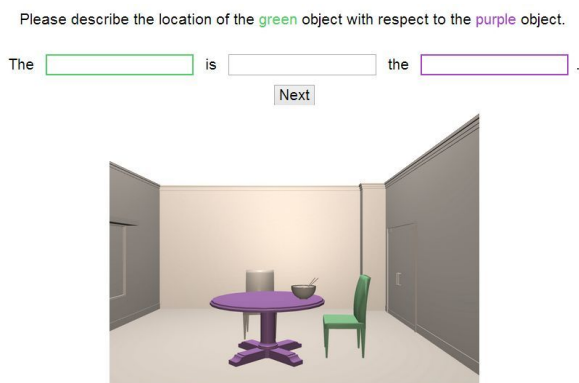 Please describe the location of the green object with respect to the purple object.
The is the .
Next